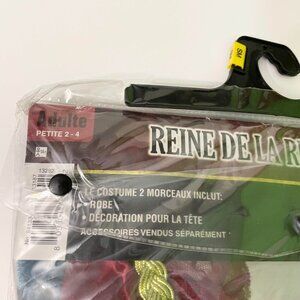 SM
Adulte
PETITE 2 - 4
REINE DE LA R
LE COSTUME 2 MORCEAUX INCLUT:
• ROBE
• DÉCORATION POUR LA TÊTE
ACCESSOIRES VENDUS SÉPARÉMENT